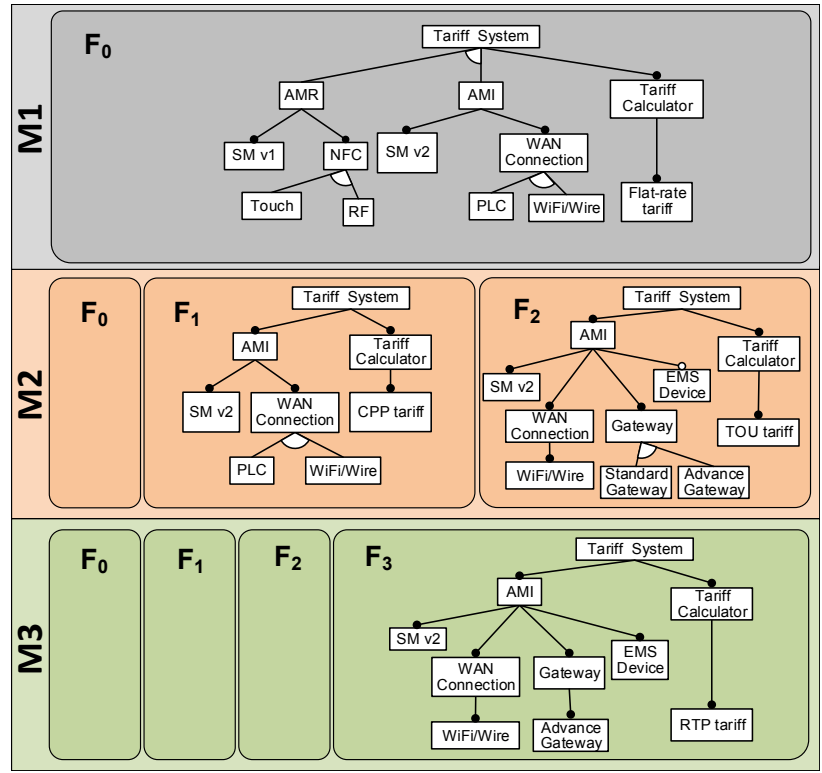 M1
F0
Tariff System
AMR
AMI
Tariff
Calculator
SM v1
NFC
SM v2
WAN
Connection
Touch
RF
PLC
WiFi/Wire
Flat-rate
tariff
M2
F0
F1
Tariff System
AMI
Tariff
Calculator
SM v2
WAN
Connection
CPP tariff
PLC
WiFi/Wire
F2
Tariff System
AMI
Tariff
Calculator
SM v2
EMS
Device
WAN
Connection
Gateway
TOU tariff
WiFi/Wire
Standard
Gateway
Advance
Gateway
M3
F0
F1
F2
F3
Tariff System
AMI
Tariff
Calculator
SM v2
WAN
Connection
Gateway
EMS
Device
WiFi/Wire
Advance
Gateway
RTP tariff